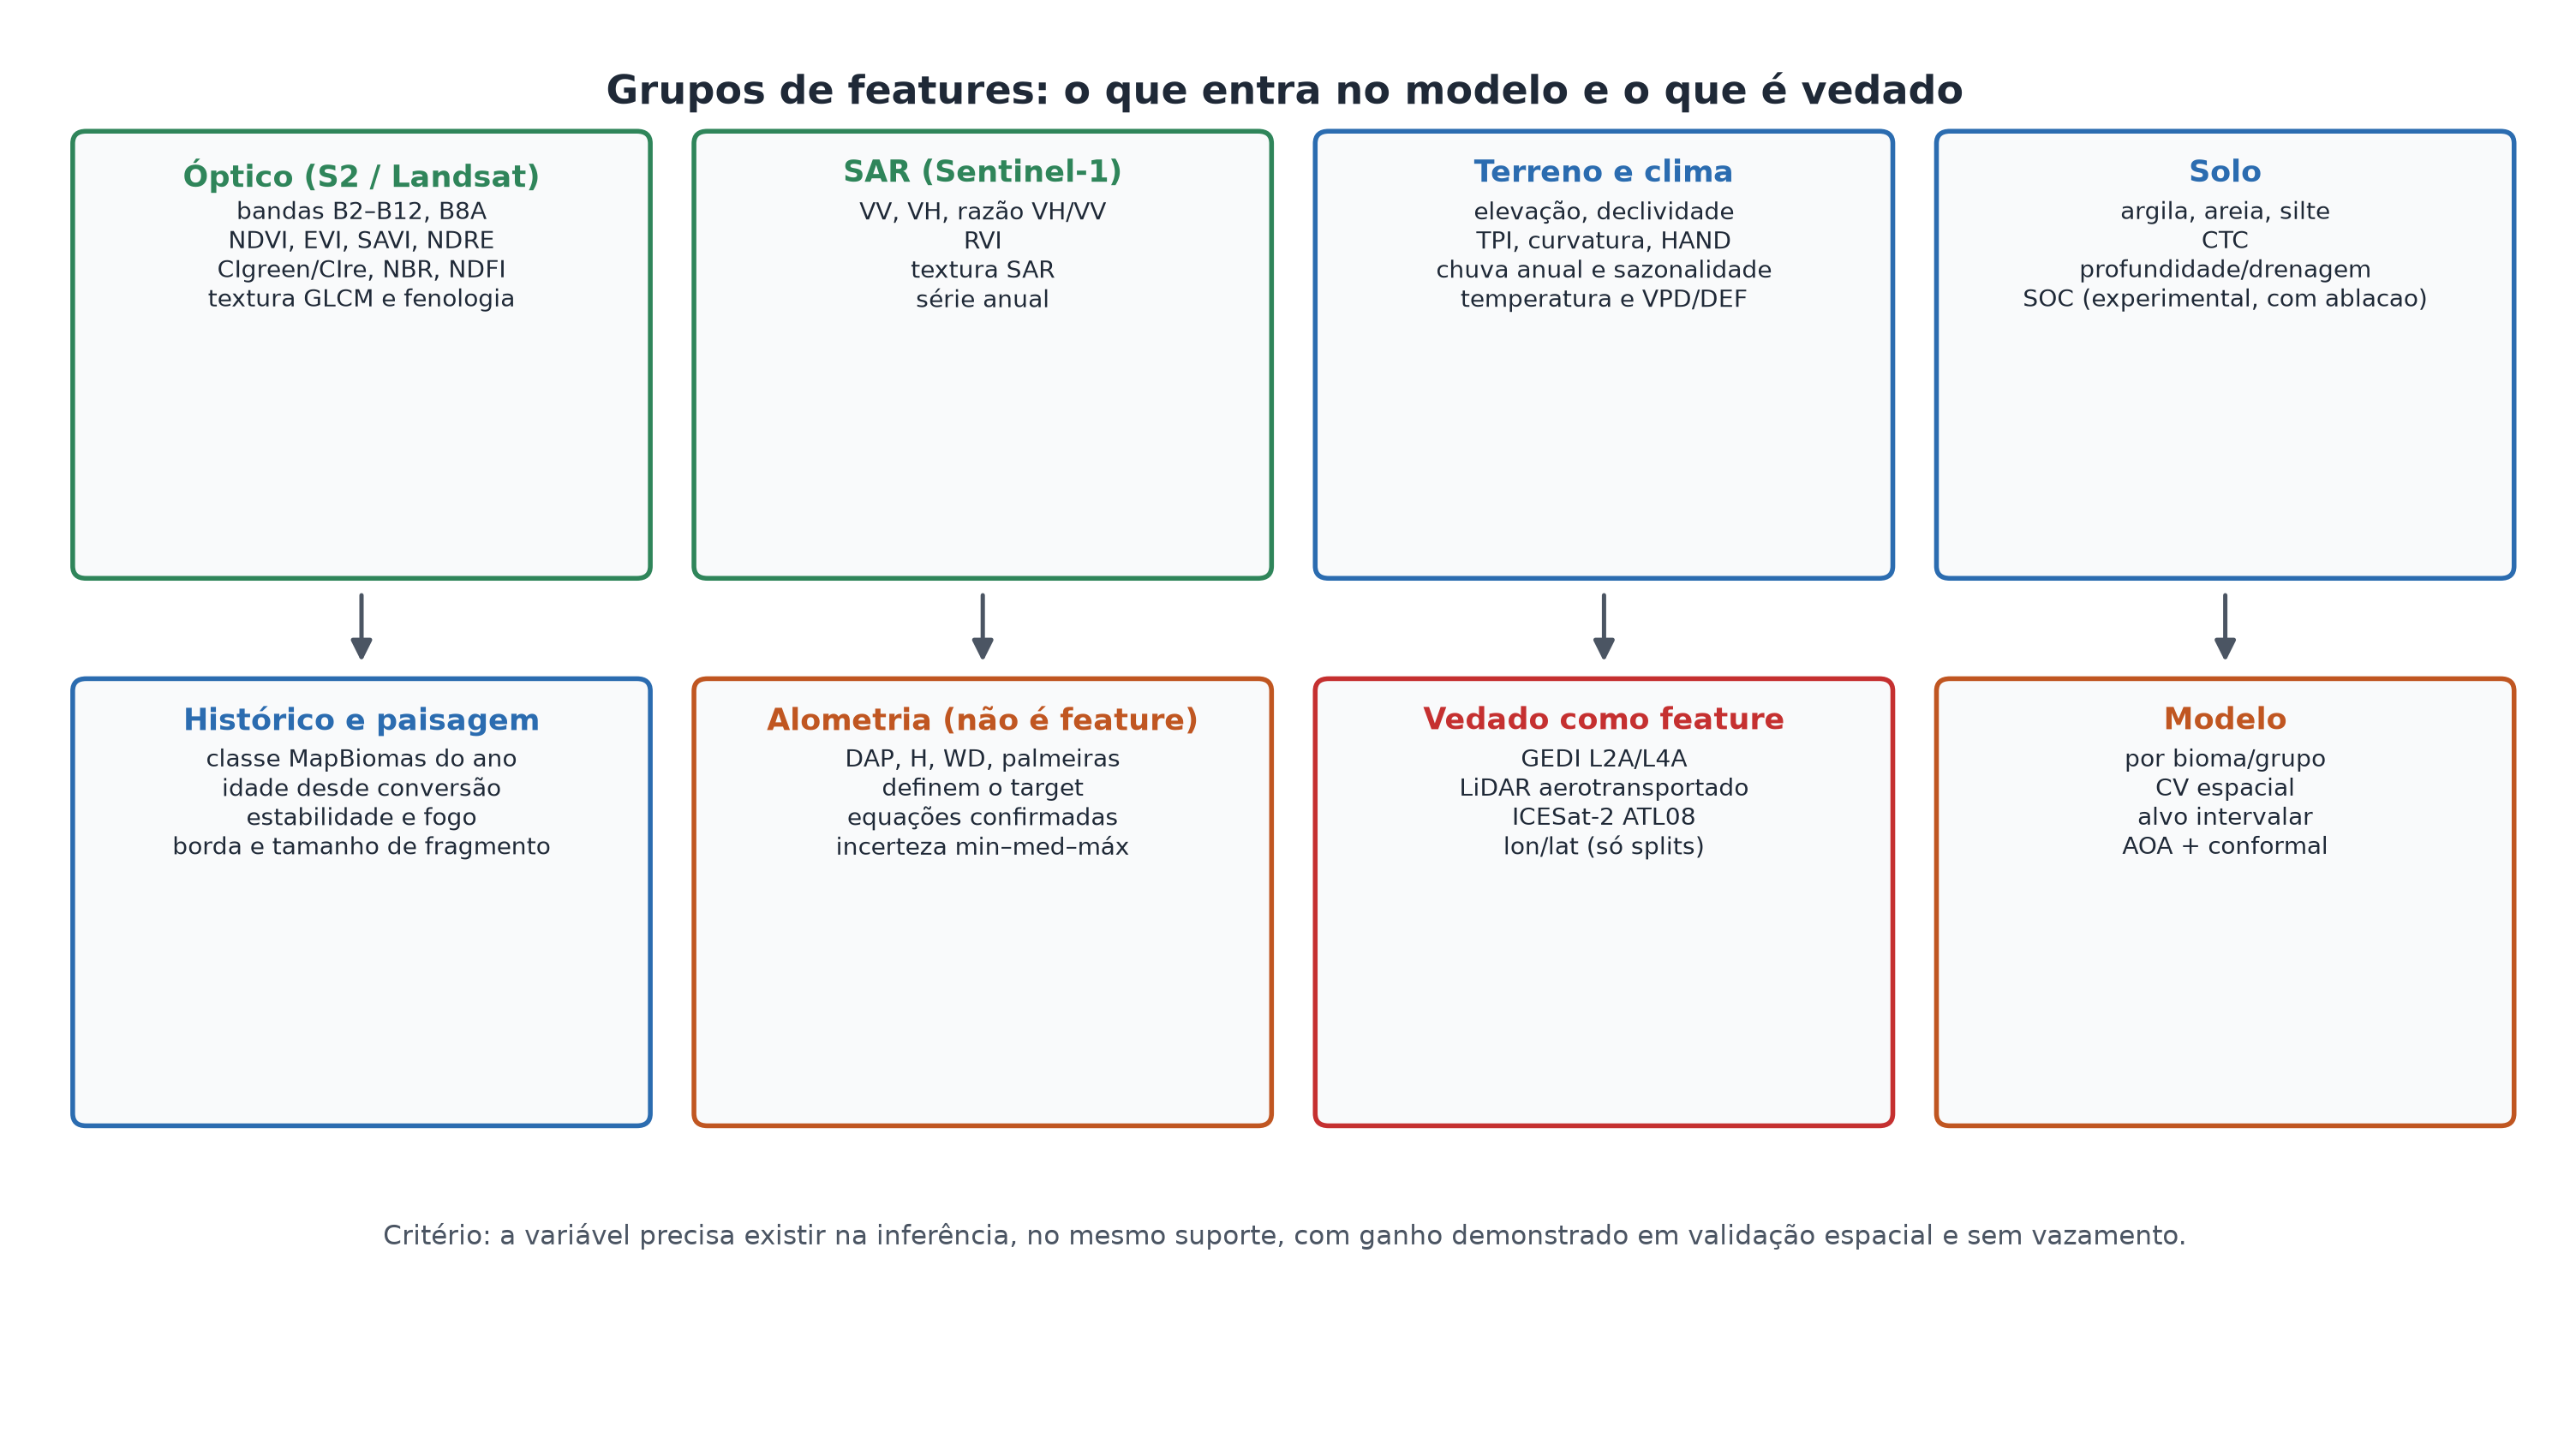 Grupos de features: o que entra no modelo e o que é vedado
Óptico (S2 / Landsat)
bandas B2–B12, B8A
NDVI, EVI, SAVI, NDRE
CIgreen/CIre, NBR, NDFI
textura GLCM e fenologia
SAR (Sentinel-1)
VV, VH, razão VH/VV
RVI
textura SAR
série anual
Terreno e clima
elevação, declividade
TPI, curvatura, HAND
chuva anual e sazonalidade
temperatura e VPD/DEF
Solo
argila, areia, silte
CTC
profundidade/drenagem
SOC (experimental, com ablacao)
Histórico e paisagem
classe MapBiomas do ano
idade desde conversão
estabilidade e fogo
borda e tamanho de fragmento
Alometria (não é feature)
DAP, H, WD, palmeiras
definem o target
equações confirmadas
incerteza min–med–máx
Vedado como feature
GEDI L2A/L4A
LiDAR aerotransportado
ICESat-2 ATL08
lon/lat (só splits)
Modelo
por bioma/grupo
CV espacial
alvo intervalar
AOA + conformal
Critério: a variável precisa existir na inferência, no mesmo suporte, com ganho demonstrado em validação espacial e sem vazamento.